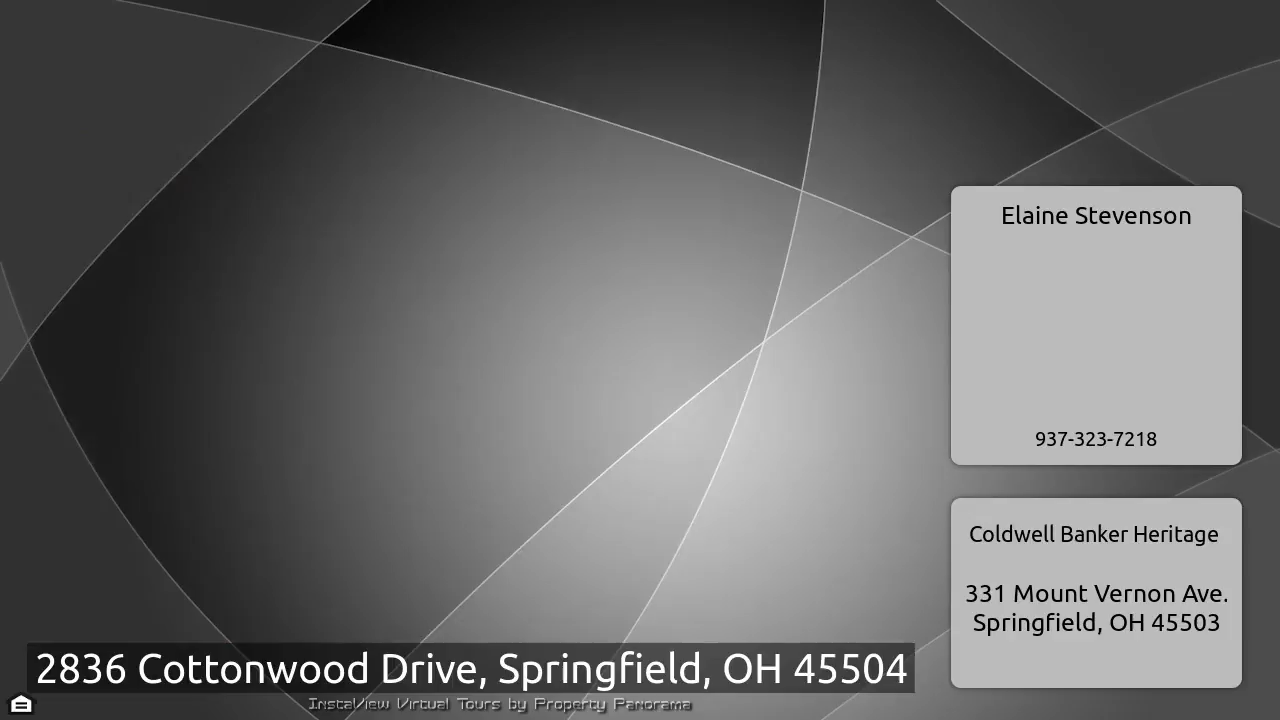 Elaine Stevenson
937-323-7218
Coldwell Banker Heritage
331 Mount Vernon Ave.
Springfield, OH 45503
2836 Cottonwood Drive, Springfield, OH 45504
InstaView Virtual Tours by Property Panorama